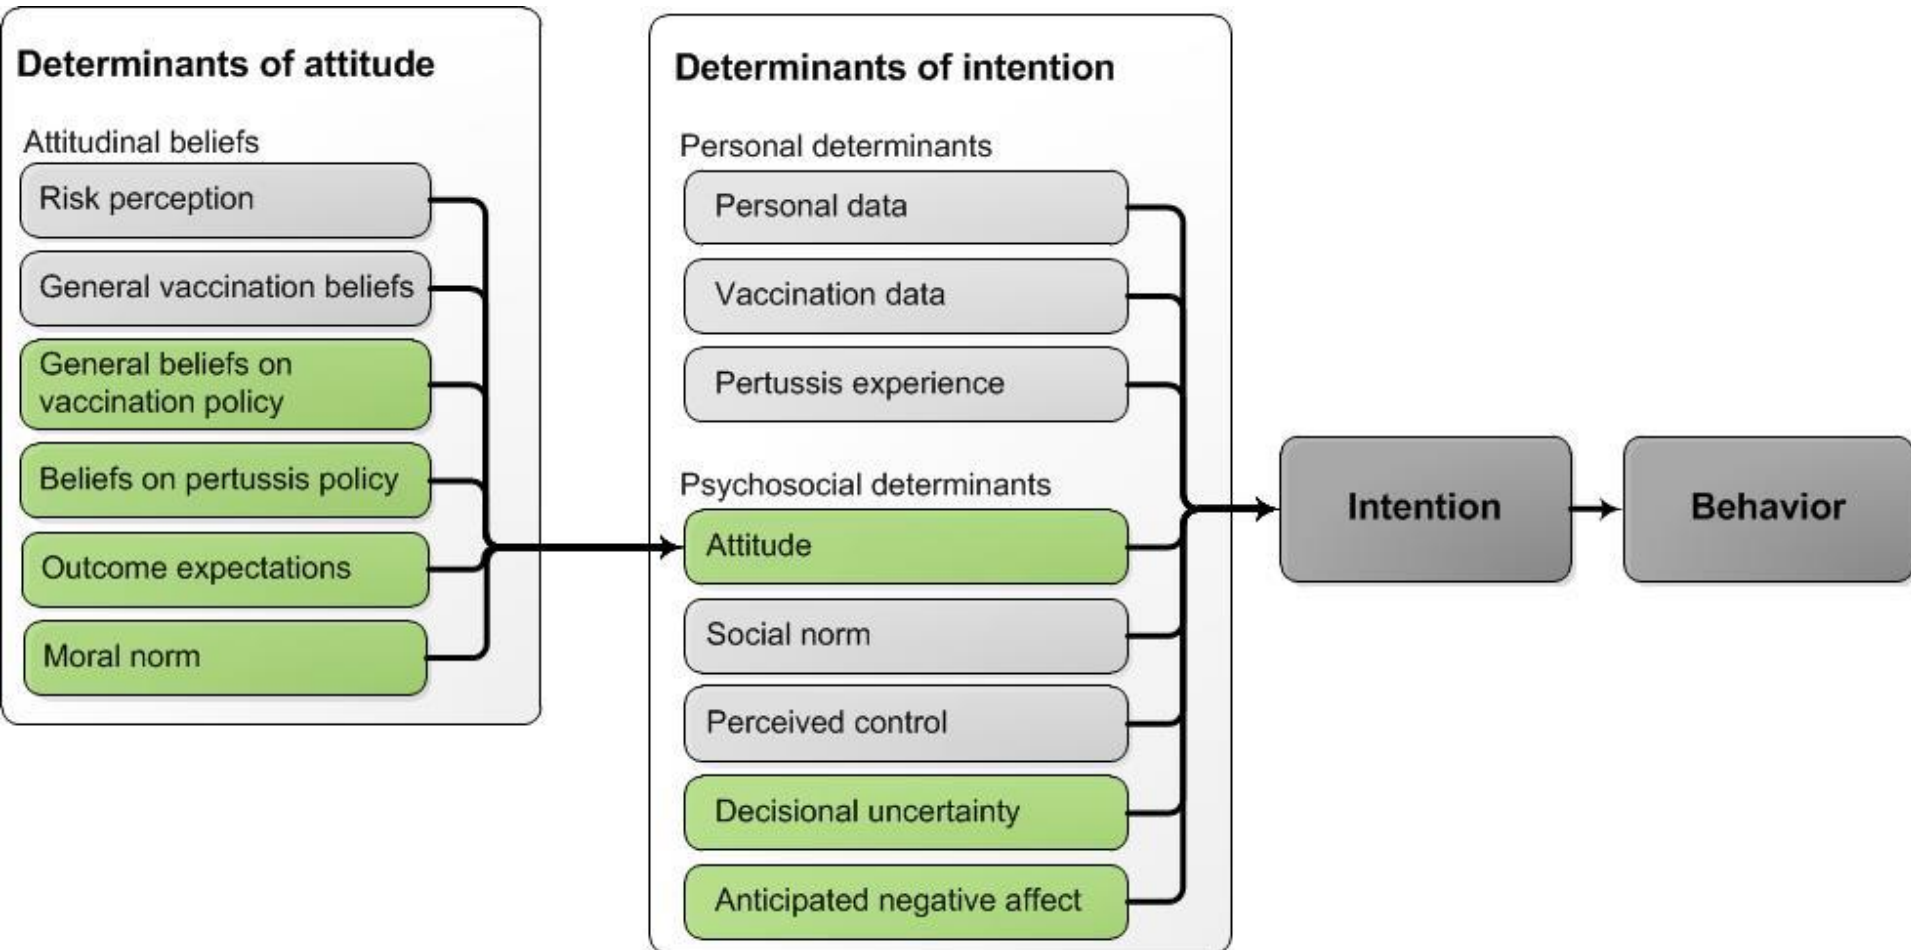 Determinants of attitude
Attitudinal beliefs
Risk perception
General vaccination beliefs
General beliefs on
vaccination policy
Beliefs on pertussis policy
Outcome expectations
Moral norm
Determinants of intention
Personal determinants
Personal data
Vaccination data
Pertussis experience
Psychosocial determinants
Attitude
Social norm
Perceived control
Decisional uncertainty
Anticipated negative affect
Intention
Behavior